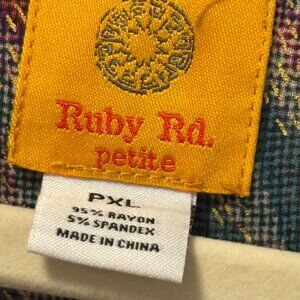 Ruby Rd.
petite
PXL
95% RAYON
5% SPANDEX
MADE IN CHINA